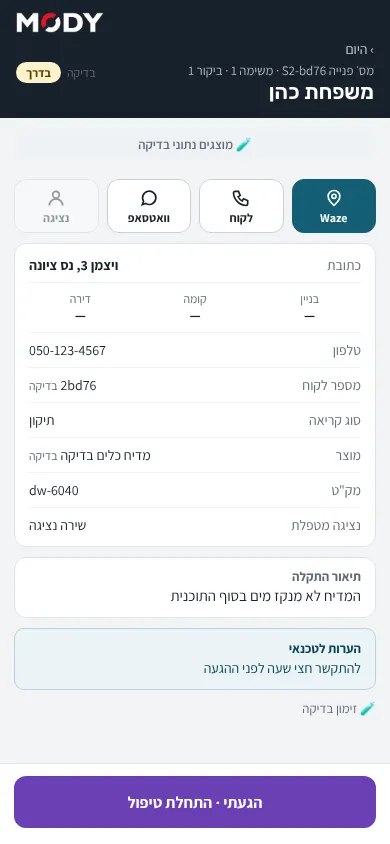 MODY
‹ היום
מס׳ פנייה S2-bd76 · משימה 1 · ביקור 1
בדיקה
בדרך
משפחת כהן
🧪 מוצגים נתוני בדיקה
Waze
לקוח
וואטסאפ
נציגה
כתובת
ויצמן 3, נס ציונה
בניין
קומה
דירה
—
—
—
טלפון
050-123-4567
מספר לקוח
2bd76 בדיקה
סוג קריאה
תיקון
מוצר
מדיח כלים בדיקה בדיקה
מק"ט
dw-6040
נציגה מטפלת
שירה נציגה
תיאור התקלה
המדיח לא מנקז מים בסוף התוכנית
הערות לטכנאי
להתקשר חצי שעה לפני ההגעה
🧪 זימון בדיקה
הגעתי · התחלת טיפול